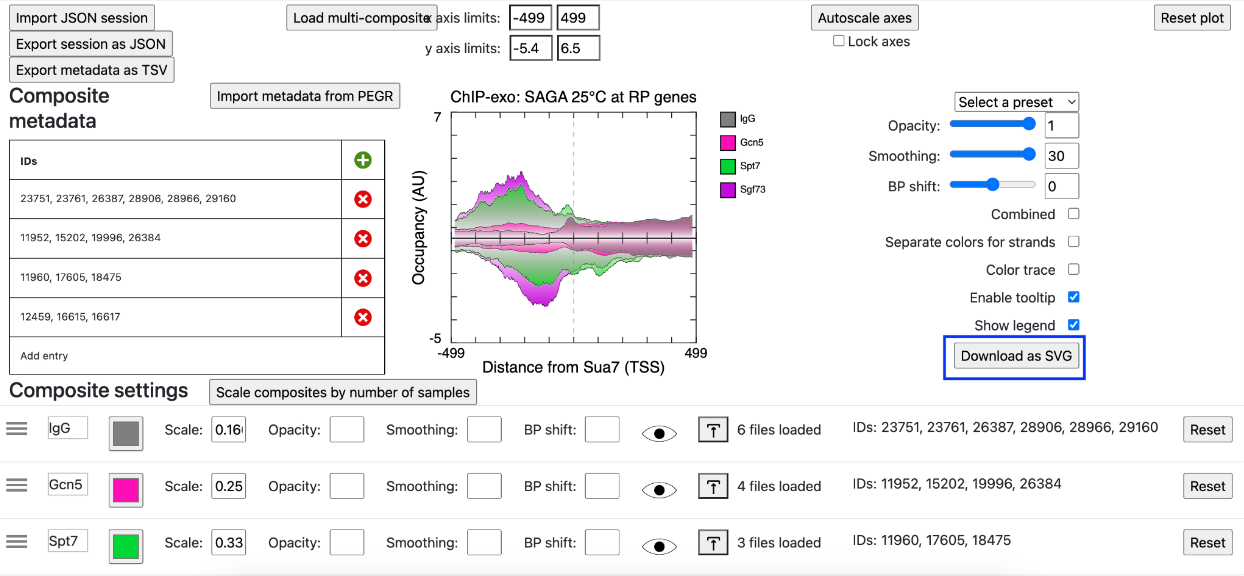 Import JSON session
Load multi-composite
x axis limits: -499 499
Autoscale axes
Reset plot
Export session as JSON
y axis limits: -5.4 6.5
Lock axes
Export metadata as TSV
Composite
metadata
Import metadata from PEGR
IDs
23751, 23761, 26387, 28906, 28966, 29160
11952, 15202, 19996, 26384
11960, 17605, 18475
12459, 16615, 16617
Add entry
ChIP-exo: SAGA 25°C at RP genes
7
Occupancy (AU)
-5
-499 499
Distance from Sua7 (TSS)
IgG
Gcn5
Spt7
Sgf73
Select a preset
Opacity: 1
Smoothing: 30
BP shift: 0
Combined
Separate colors for strands
Color trace
Enable tooltip
Show legend
Download as SVG
Composite settings
Scale composites by number of samples
IgG Scale: 0.16 Opacity: Smoothing: BP shift: 6 files loaded IDs: 23751, 23761, 26387, 28906, 28966, 29160 Reset
Gcn5 Scale: 0.25 Opacity: Smoothing: BP shift: 4 files loaded IDs: 11952, 15202, 19996, 26384 Reset
Spt7 Scale: 0.33 Opacity: Smoothing: BP shift: 3 files loaded IDs: 11960, 17605, 18475 Reset